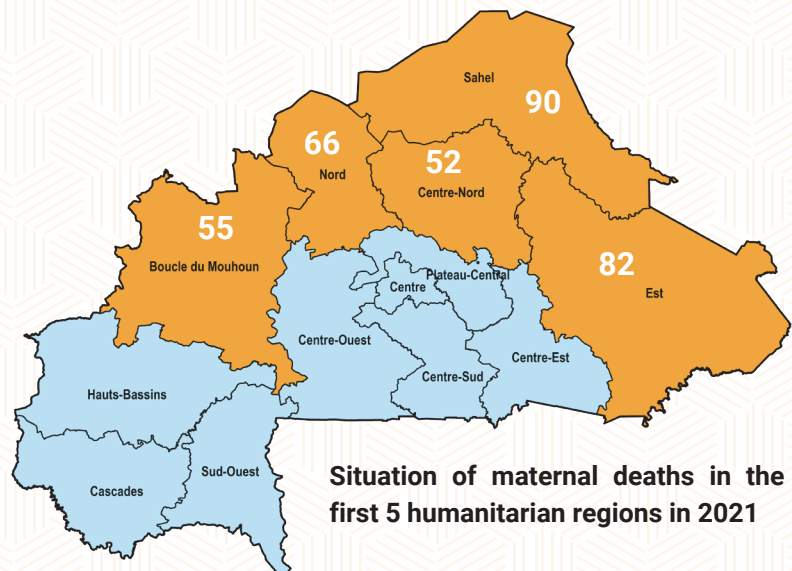 Sahel
90
66
Nord
52
Centre-Nord
55
Boucle du Mouhoun
82
Est
Plateau-Central
Centre
Centre-Ouest
Centre-Est
Centre-Sud
Hauts-Bassins
Sud-Ouest
Cascades
Situation of maternal deaths in the
first 5 humanitarian regions in 2021